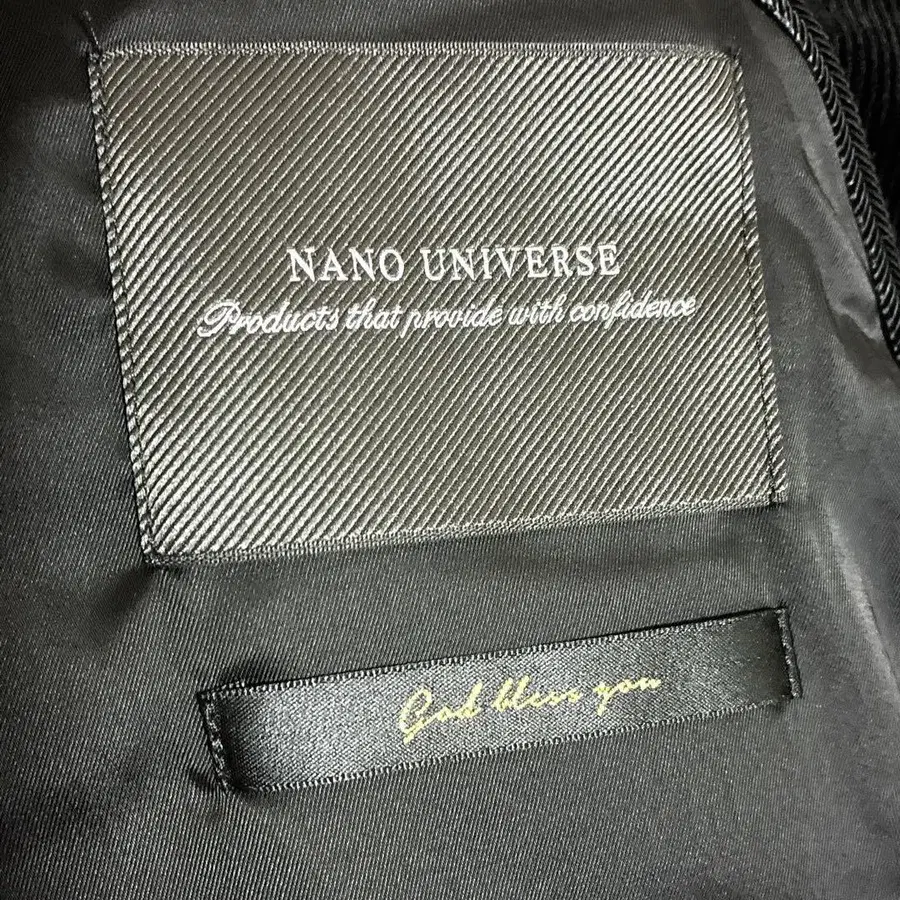 NANO UNIVERSE
Products that provide with confidence
God bless you